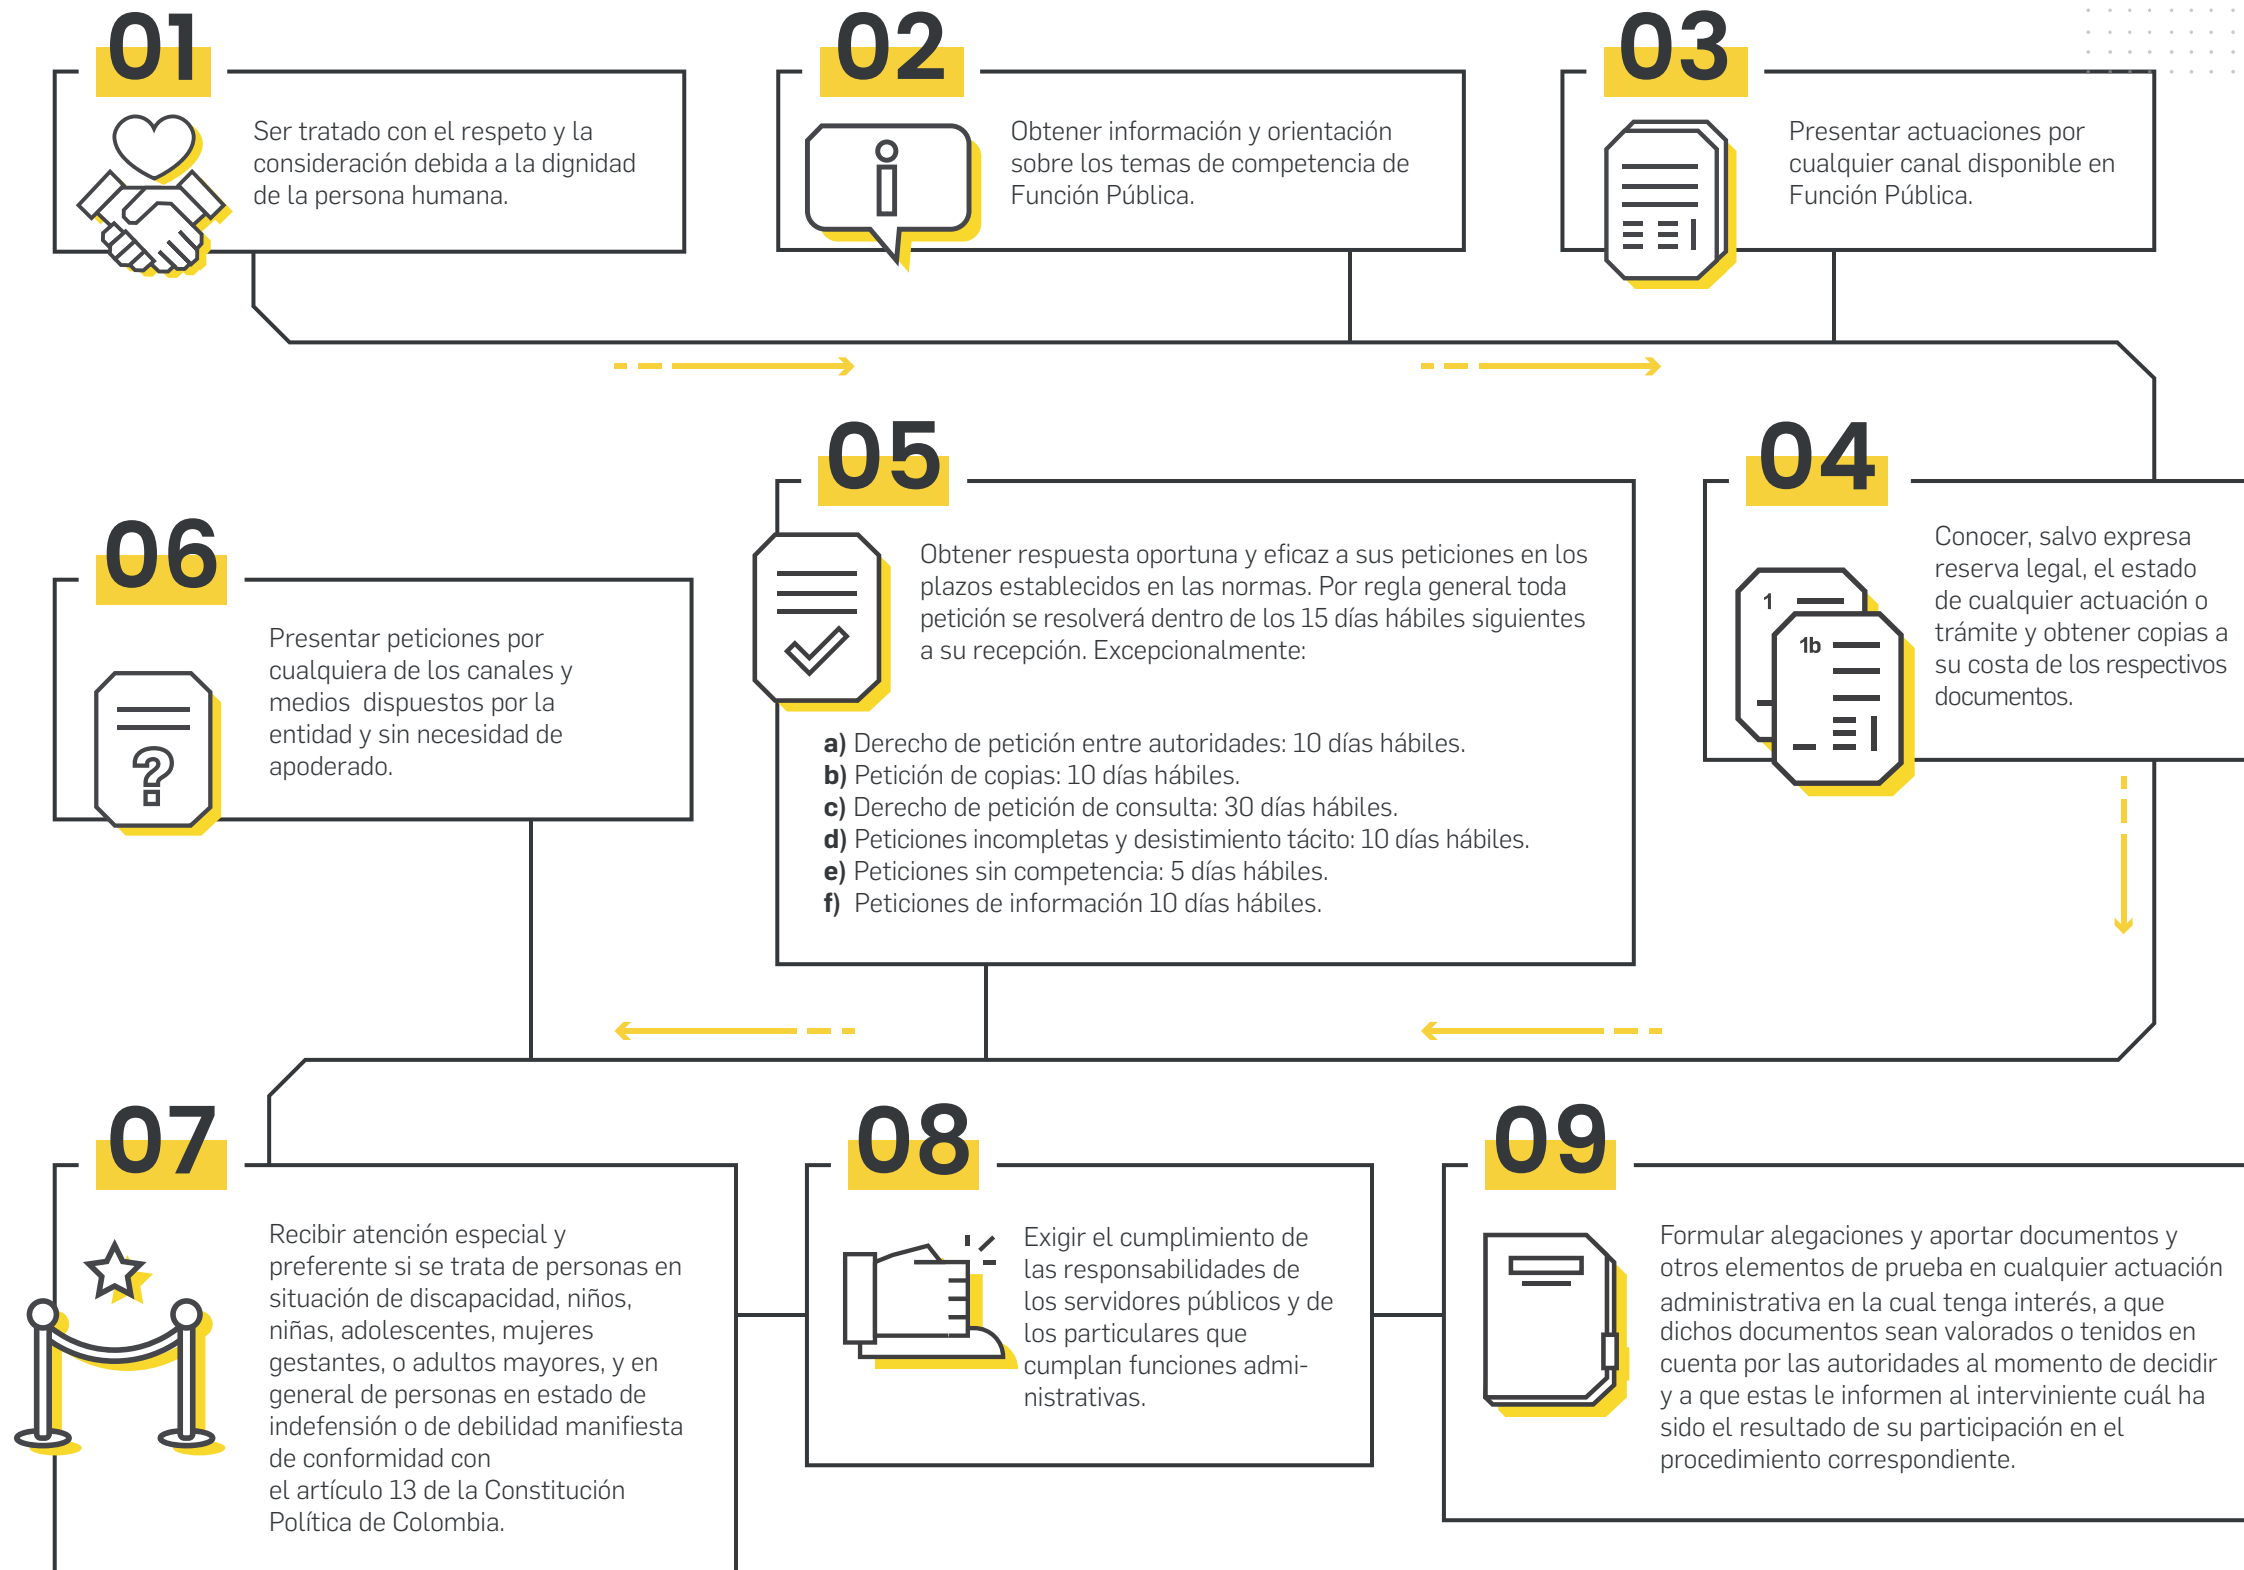 01
Ser tratado con el respeto y la
consideración debida a la dignidad
de la persona humana.
02
Obtener información y orientación
sobre los temas de competencia de
Función Pública.
03
Presentar actuaciones por
cualquier canal disponible en
Función Pública.
04
1
1b
Conocer, salvo expresa
reserva legal, el estado
de cualquier actuación o
trámite y obtener copias a
su costa de los respectivos
documentos.
05
Obtener respuesta oportuna y eficaz a sus peticiones en los
plazos establecidos en las normas. Por regla general toda
petición se resolverá dentro de los 15 días hábiles siguientes
a su recepción. Excepcionalmente:
a) Derecho de petición entre autoridades: 10 días hábiles.
b) Petición de copias: 10 días hábiles.
c) Derecho de petición de consulta: 30 días hábiles.
d) Peticiones incompletas y desistimiento tácito: 10 días hábiles.
e) Peticiones sin competencia: 5 días hábiles.
f) Peticiones de información 10 días hábiles.
06
Presentar peticiones por
cualquiera de los canales y
medios dispuestos por la
entidad y sin necesidad de
apoderado.
?
07
Recibir atención especial y
preferente si se trata de personas en
situación de discapacidad, niños,
niñas, adolescentes, mujeres
gestantes, o adultos mayores, y en
general de personas en estado de
indefensión o de debilidad manifiesta
de conformidad con
el artículo 13 de la Constitución
Política de Colombia.
08
Exigir el cumplimiento de
las responsabilidades de
los servidores públicos y de
los particulares que
cumplan funciones admi-
nistrativas.
09
Formular alegaciones y aportar documentos y
otros elementos de prueba en cualquier actuación
administrativa en la cual tenga interés, a que
dichos documentos sean valorados o tenidos en
cuenta por las autoridades al momento de decidir
y a que estas le informen al interviniente cuál ha
sido el resultado de su participación en el
procedimiento correspondiente.